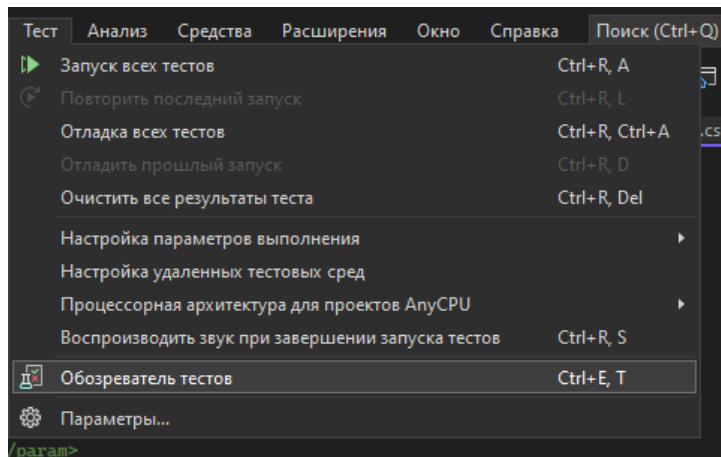 Тест Анализ Средства Расширения Окно Справка Поиск (Ctrl+Q)
Запуск всех тестов Ctrl+R, A
Повторить последний запуск Ctrl+R, L
Отладка всех тестов Ctrl+R, Ctrl+A
.cs
Отладить прошлый запуск Ctrl+R, D
Очистить все результаты теста Ctrl+R, Del
Настройка параметров выполнения
Настройка удаленных тестовых сред
Процессорная архитектура для проектов AnyCPU
Воспроизводить звук при завершении запуска тестов Ctrl+R, S
Обозреватель тестов Ctrl+E, T
Параметры...
/param>